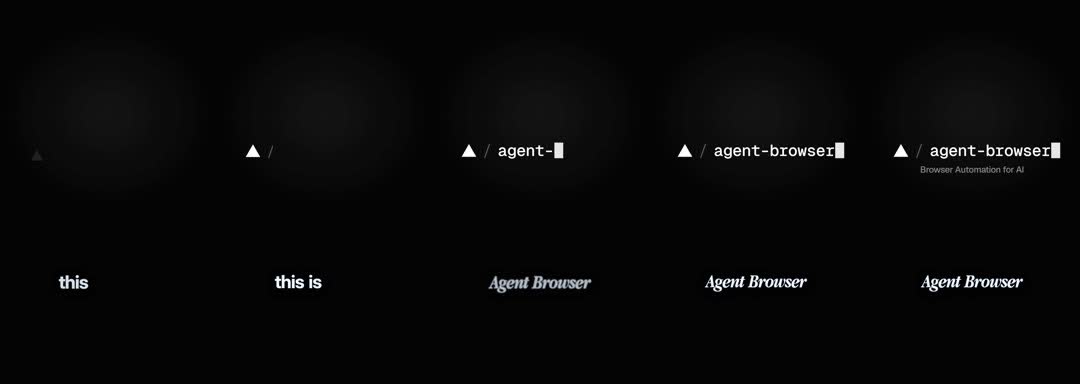 /
/ agent-
/ agent-browser
/ agent-browser
Browser Automation for AI
this
this is
Agent Browser
Agent Browser
Agent Browser